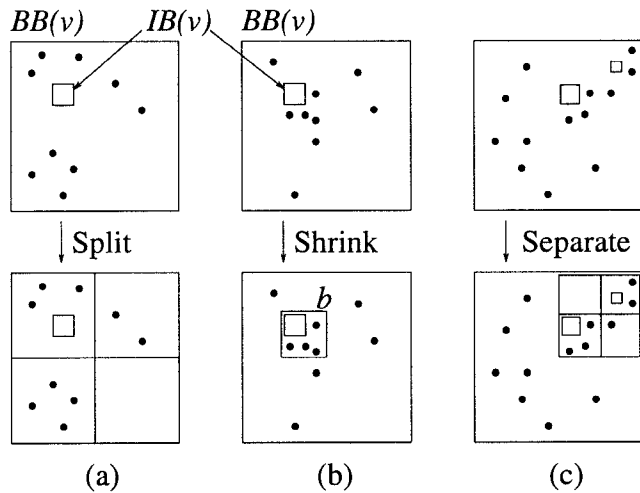 BB(v) IB(v) BB(v)
Split Shrink Separate
b
(a) (b) (c)